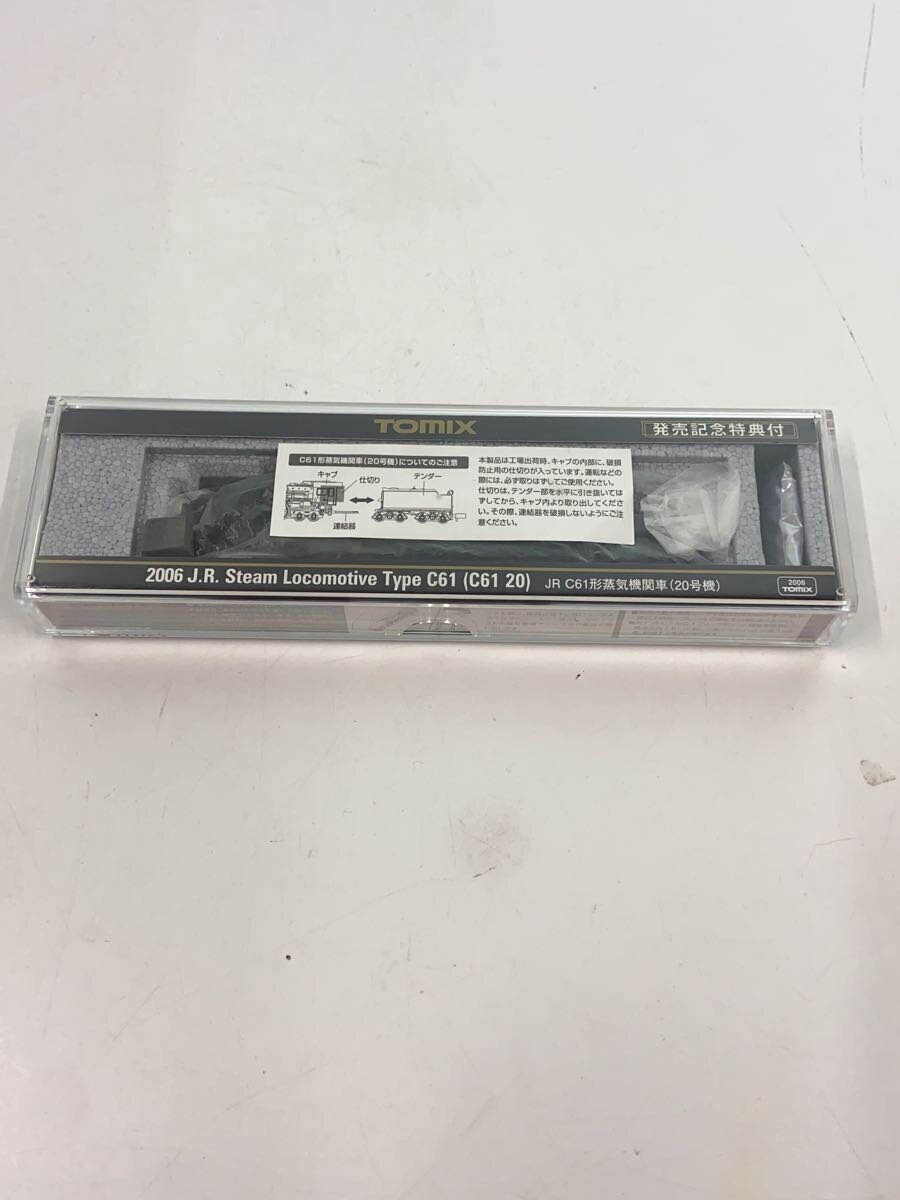 TOMIX
発売記念特典付
C61形蒸気機関車(20号機)についてのご注意
キャブ
仕切り
テンダー
連結器
本製品は工場出荷時、キャブの内部に、破損
防止用の仕切りが入っています。運転などの
際には、必ず取りはずしてご使用ください。
仕切りは、テンダー部を水平に引き抜いては
ずしてから、キャブ内より取り出してくださ
い。その際、連結器を破損しないようにご注
意ください。
2006 J.R. Steam Locomotive Type C61 (C61 20) JR C61形蒸気機関車(20号機)
2006
TOMIX